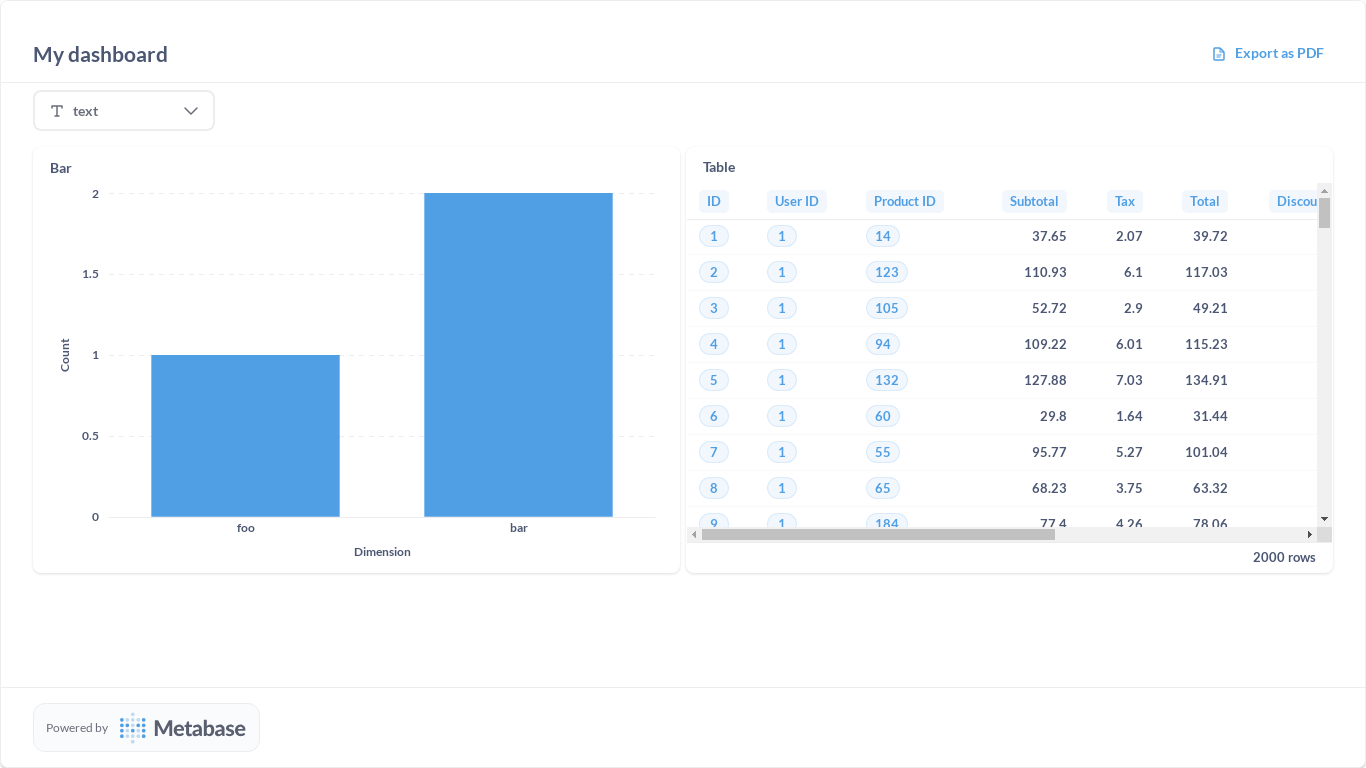 My dashboard
Export as PDF
text
Bar
2
1.5
1
0.5
0
Count
foo bar
Dimension
Table
ID User ID Product ID Subtotal Tax Total Discou
1 1 14 37.65 2.07 39.72
2 1 123 110.93 6.1 117.03
3 1 105 52.72 2.9 49.21
4 1 94 109.22 6.01 115.23
5 1 132 127.88 7.03 134.91
6 1 60 29.8 1.64 31.44
7 1 55 95.77 5.27 101.04
8 1 65 68.23 3.75 63.32
9 1 184 77.4 4.26 78.06
2000 rows
Powered by Metabase